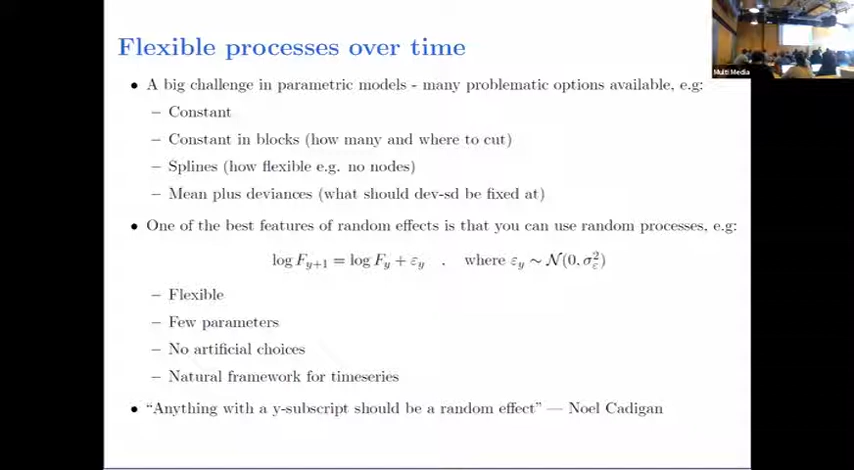 Flexible processes over time
• A big challenge in parametric models - many problematic options available, e.g:
– Constant
– Constant in blocks (how many and where to cut)
– Splines (how flexible e.g. no nodes)
– Mean plus deviances (what should dev-sd be fixed at)
• One of the best features of random effects is that you can use random processes, e.g:
log F_{y+1} = log F_y + ε_y . where ε_y ∼ N(0, σ_ε^2)
– Flexible
– Few parameters
– No artificial choices
– Natural framework for timeseries
• “Anything with a y-subscript should be a random effect” — Noel Cadigan
Multi Media